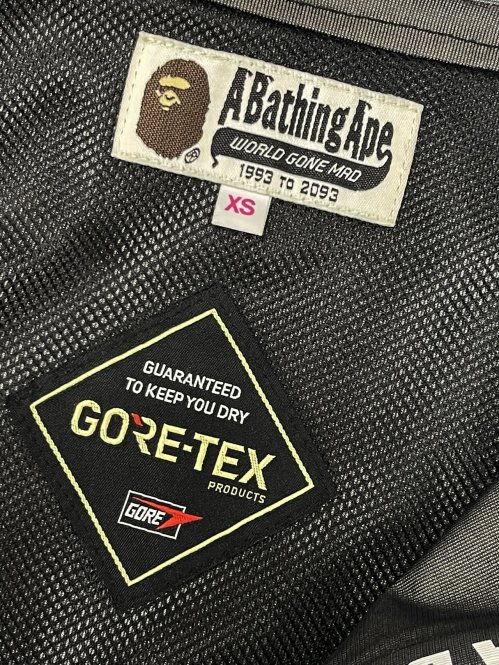 A Bathing Ape
WORLD GONE MAD
1993 TO 2093
XS
GUARANTEED
TO KEEP YOU DRY
GORE-TEX
PRODUCTS
GORE